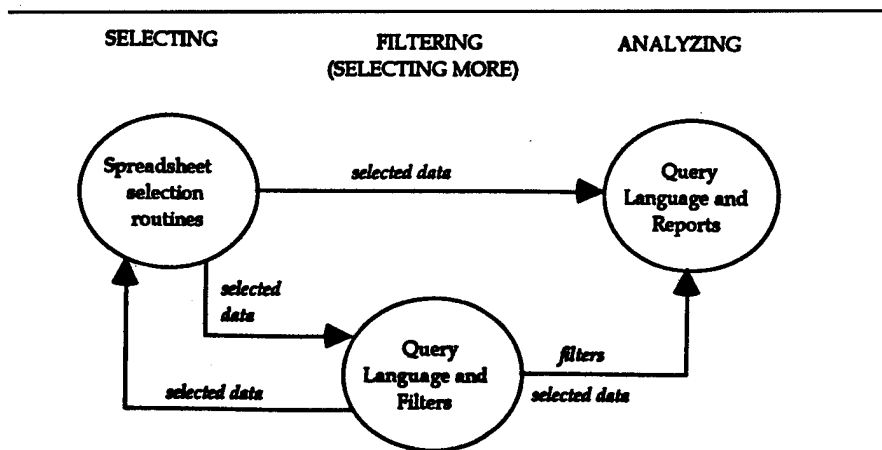 SELECTING
FILTERING
(SELECTING MORE)
ANALYZING
Spreadsheet
selection
routines
selected data
Query
Language and
Reports
selected
data
Query
Language and
Filters
filters
selected data
selected data